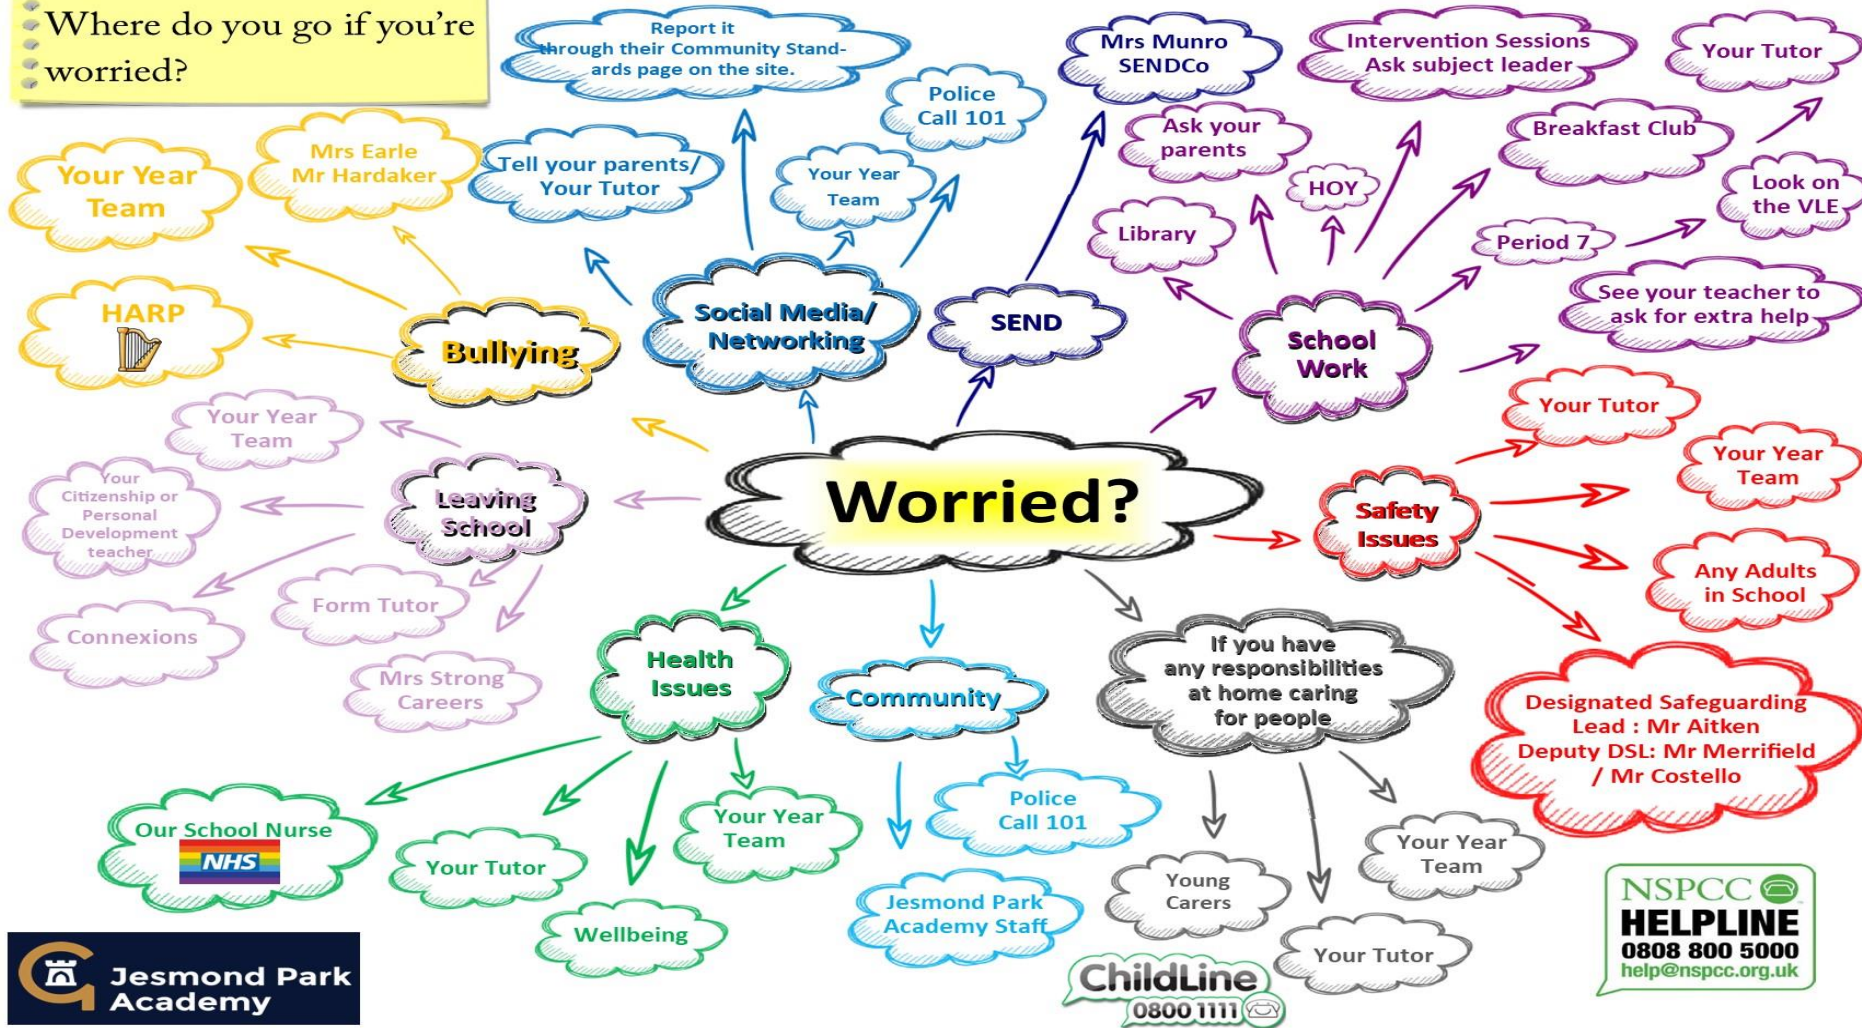 Where do you go if you're
worried?
Report it
through their Community Stand-
ards page on the site.
Mrs Munro
SENDCo
Intervention Sessions
Ask subject leader
Your Tutor
Police
Call 101
Ask your
parents
Breakfast Club
Mrs Earle
Mr Hardaker
Tell your parents/
Your Tutor
Your Year
Team
Your Year
Team
HOY
Look on
the VLE
Library
Period 7
HARP
Social Media/
Networking
SEND
School
Work
See your teacher to
ask for extra help
Bullying
Your Year
Team
Your Tutor
Your
Citizenship or
Personal
Development
teacher
Leaving
School
Worried?
Safety
Issues
Your Year
Team
Any Adults
in School
Connexions
Form Tutor
Mrs Strong
Careers
Health
Issues
Community
If you have
any responsibilities
at home caring
for people
Designated Safeguarding
Lead : Mr Aitken
Deputy DSL: Mr Merrifield
/ Mr Costello
Our School Nurse
NHS
Your Tutor
Wellbeing
Your Year
Team
Police
Call 101
Jesmond Park
Academy Staff
Young
Carers
Your Tutor
Your Year
Team
Jesmond Park
Academy
ChildLine
0800 1111
NSPCC
HELPLINE
0808 800 5000
help@nspcc.org.uk